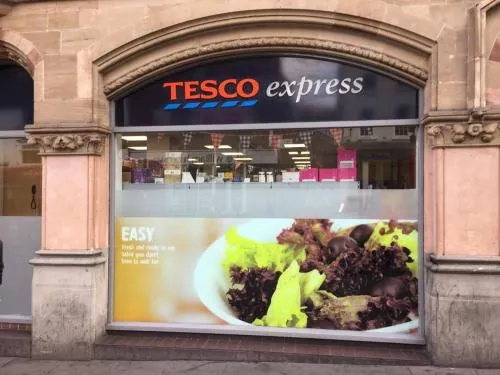 TESCO express
EASY
Fresh and ready to eat.
Salad you don't
have to wait for